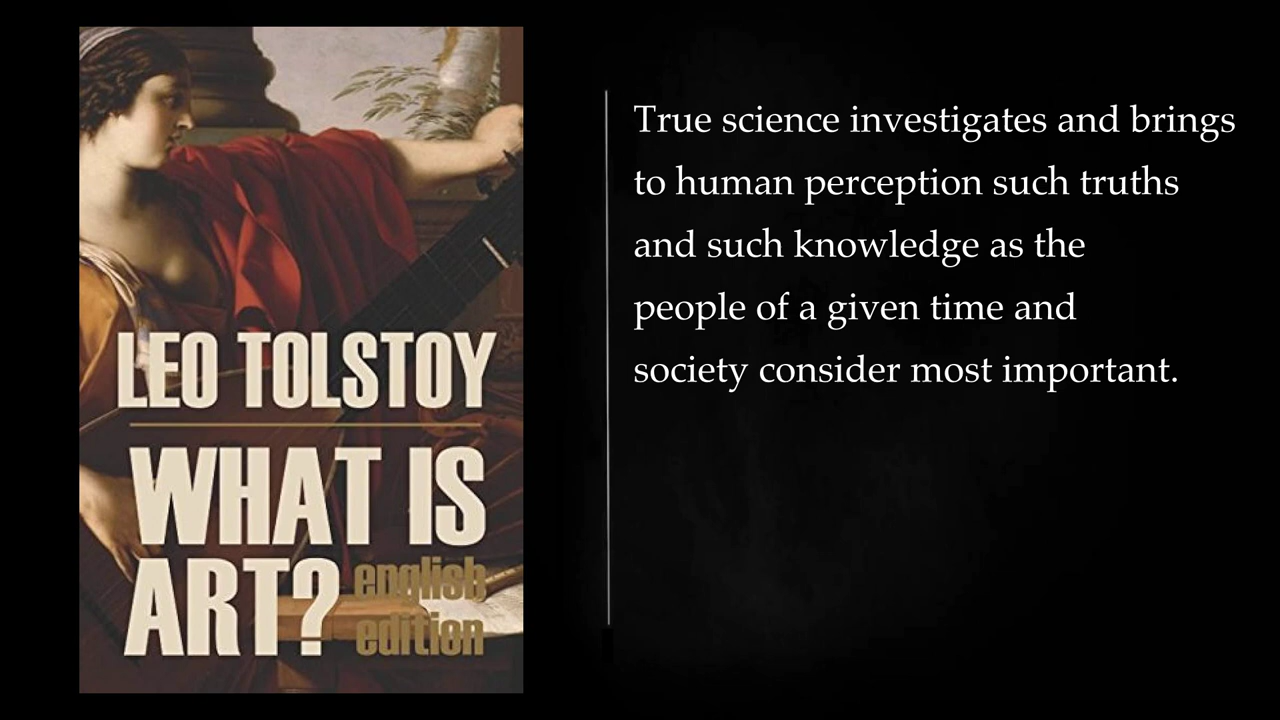 LEO TOLSTOY
WHAT IS
ART?
english
edition
True science investigates and brings
to human perception such truths
and such knowledge as the
people of a given time and
society consider most important.